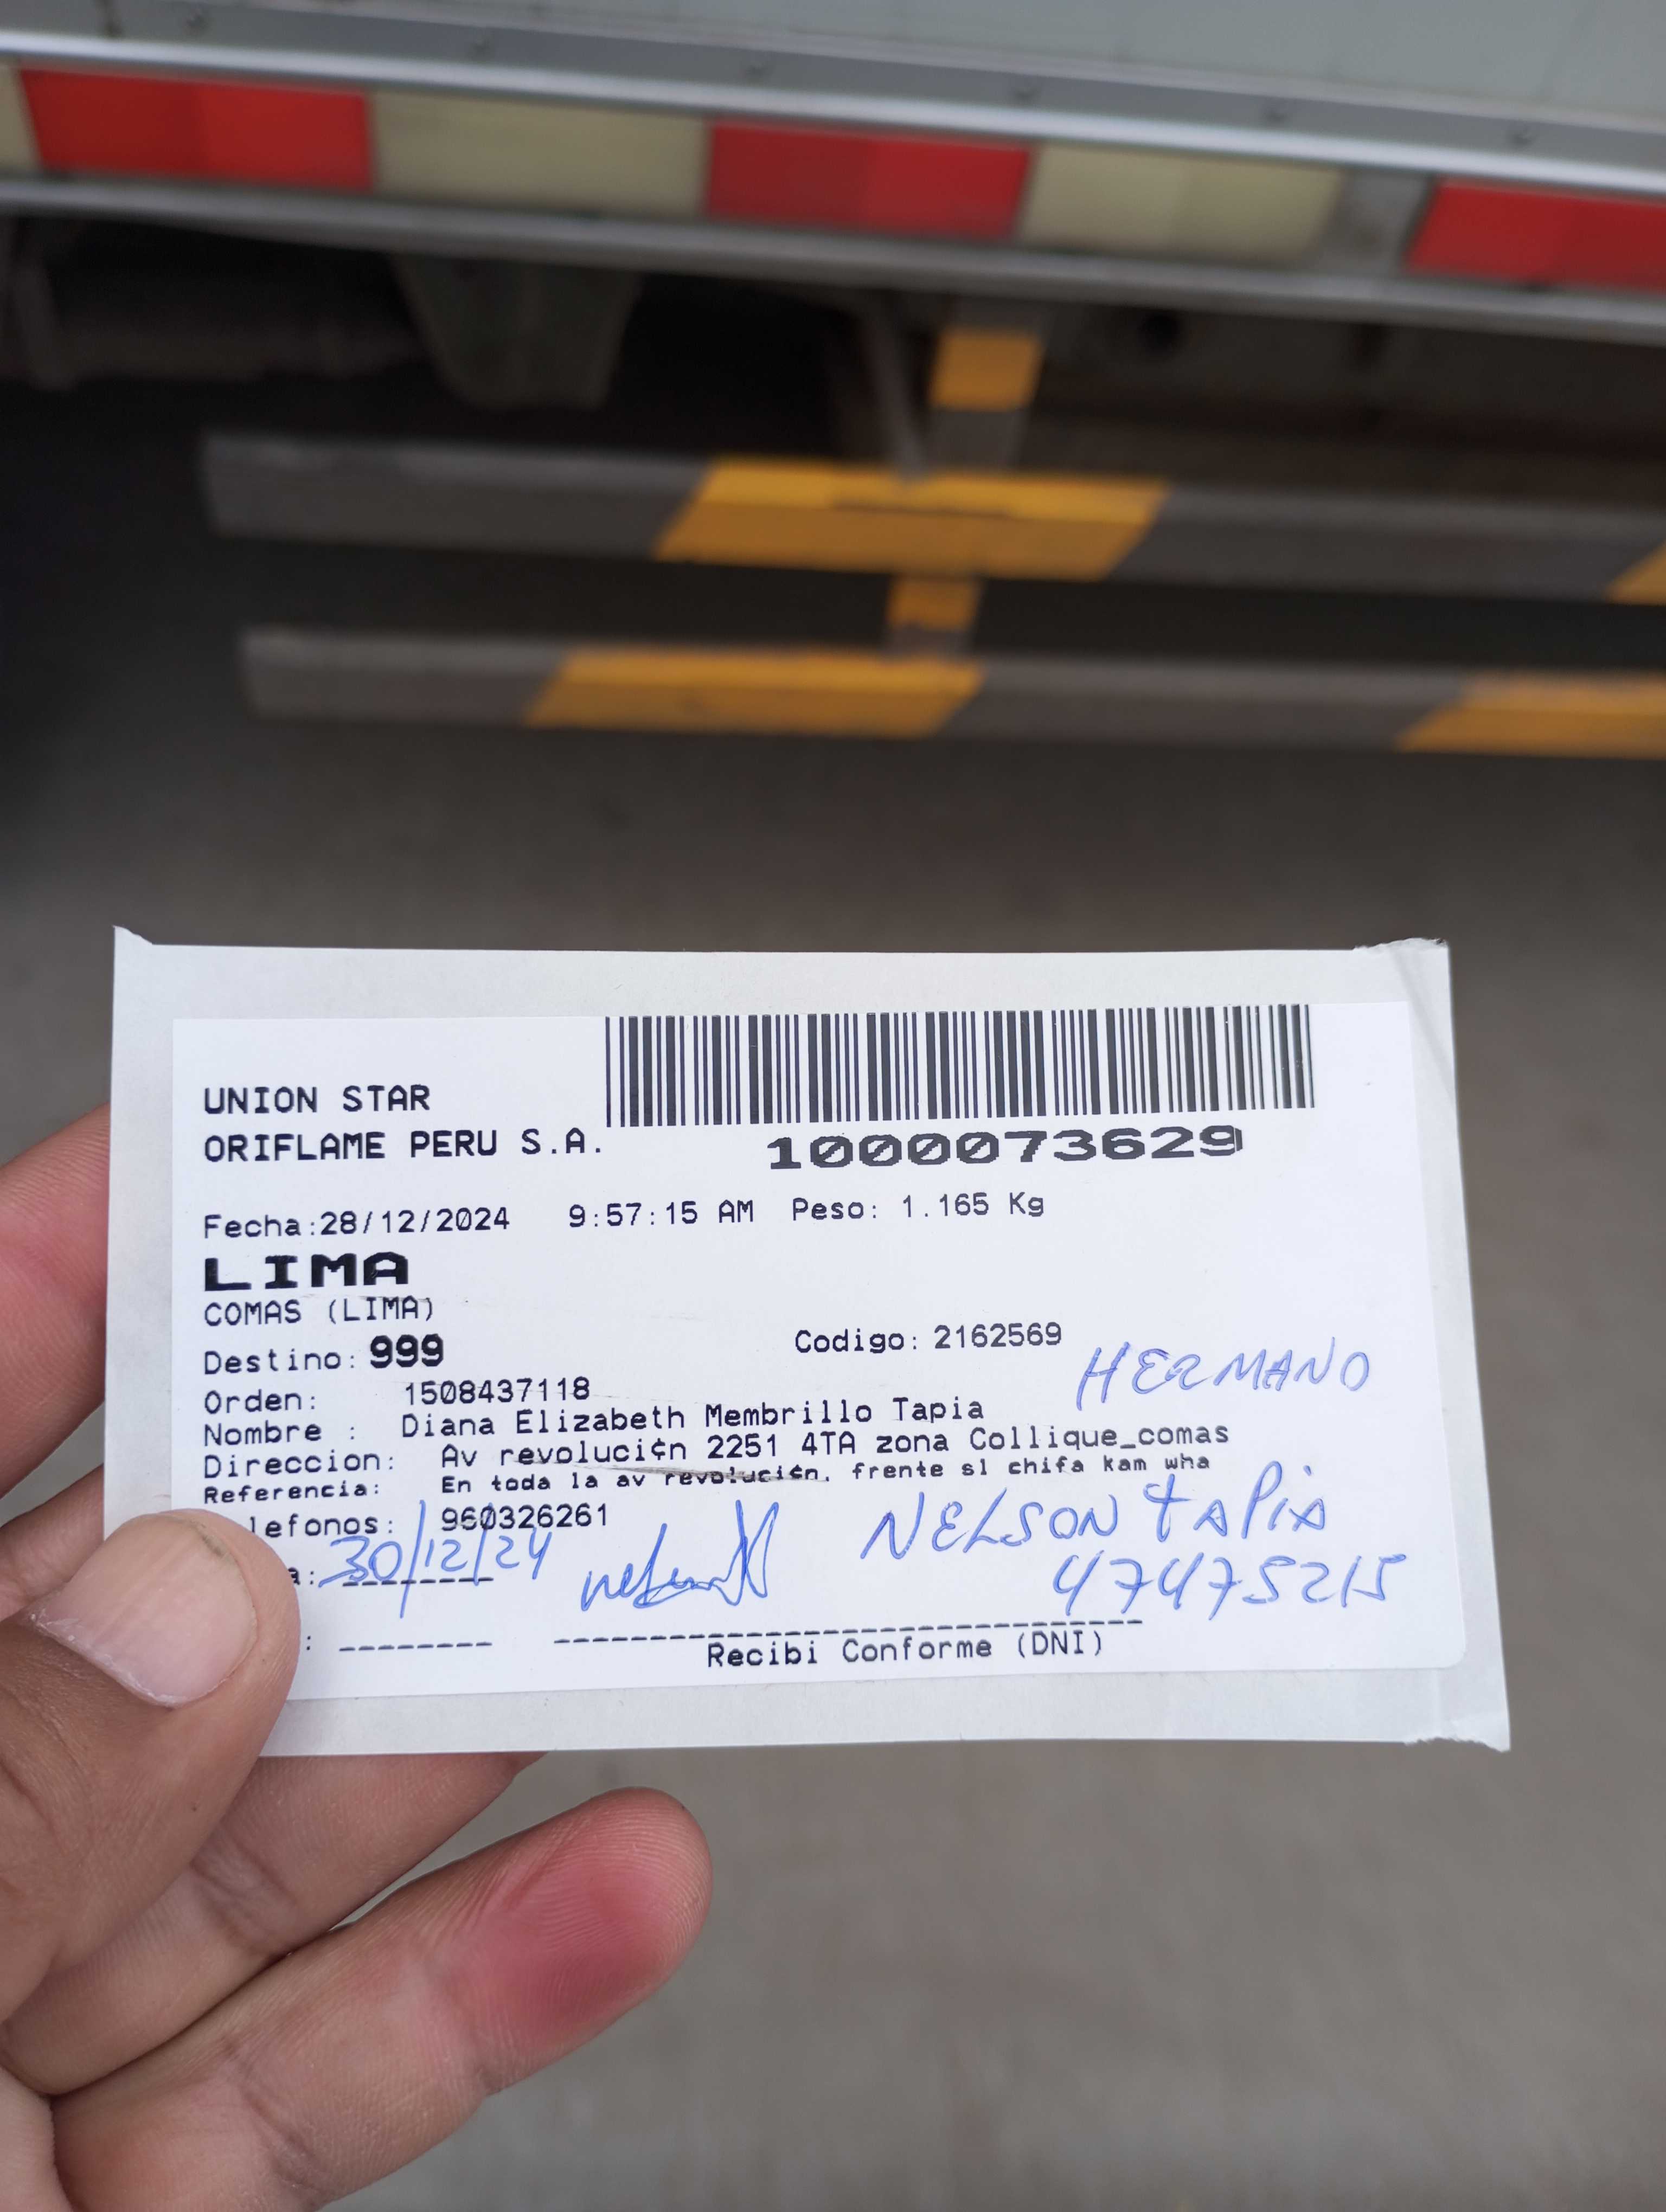 UNION STAR
ORIFLAME PERU S.A.
1000073629
Fecha:28/12/2024 9:57:15 AM Peso: 1.165 Kg
LIMA
COMAS (LIMA)
Destino: 999 Codigo: 2162569
HERMANO
Orden: 1508437118
Nombre : Diana Elizabeth Membrillo Tapia
Direccion: Av revoluci¢n 2251 4TA zona Collique_comas
Referencia: En toda la av revoluci¢n. frente sl chifa kam wha
lefonos: 960326261
NELSON TAPIA
a: 30/12/24
47475215
: --------
Recibi Conforme (DNI)